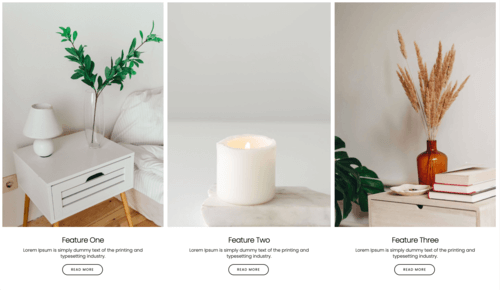 Feature One
Lorem Ipsum is simply dummy text of the printing and
typesetting industry.
READ MORE
Feature Two
Lorem Ipsum is simply dummy text of the printing and
typesetting industry.
READ MORE
Feature Three
Lorem Ipsum is simply dummy text of the printing and
typesetting industry.
READ MORE